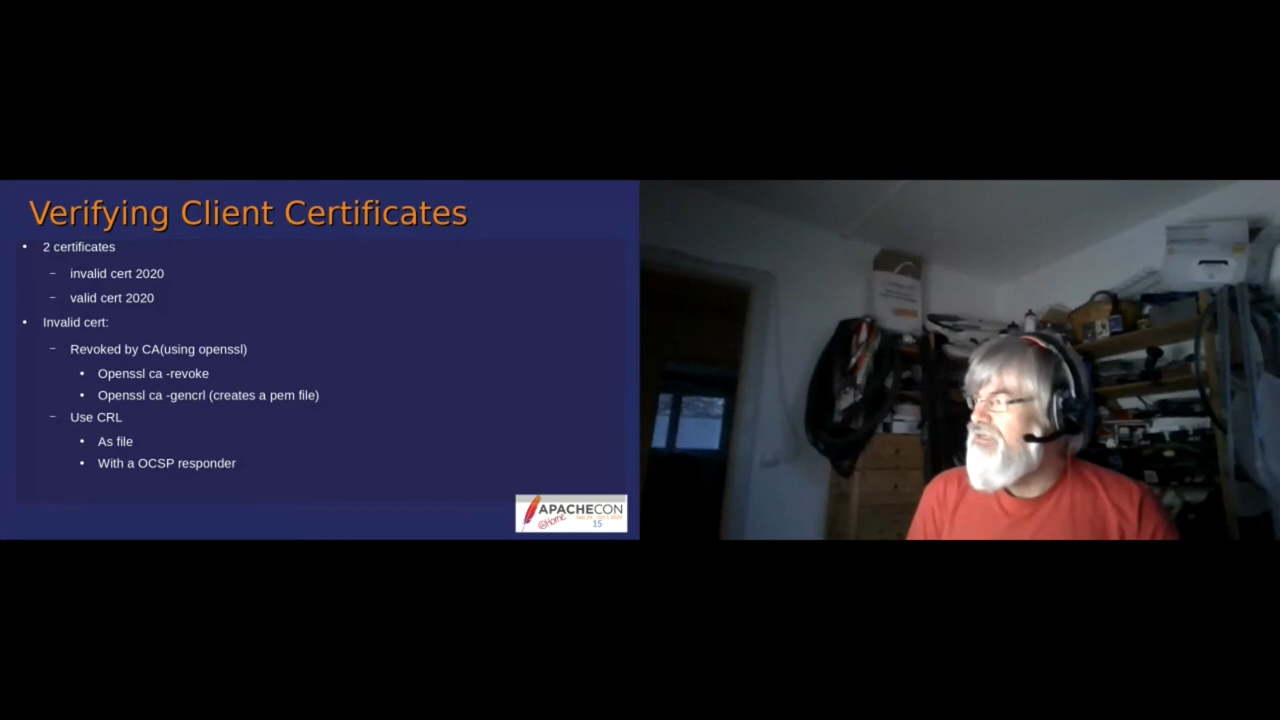 Verifying Client Certificates
• 2 certificates
– invalid cert 2020
– valid cert 2020
• Invalid cert:
– Revoked by CA(using openssl)
• Openssl ca -revoke
• Openssl ca -gencrl (creates a pem file)
– Use CRL
• As file
• With a OCSP responder
APACHECON
@Home
15